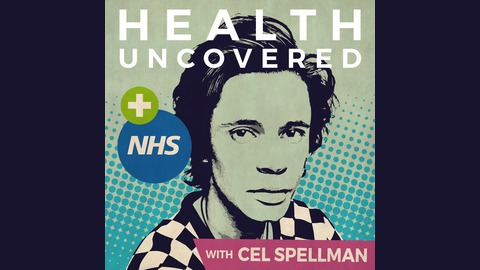 HEALTH
UNCOVERED
NHS
WITH CEL SPELLMAN